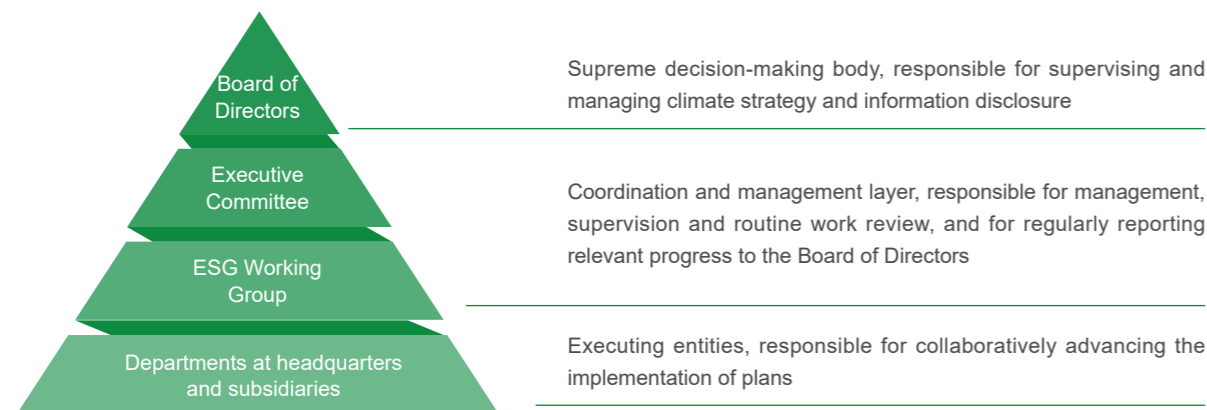 Board of
Directors
Supreme decision-making body, responsible for supervising and
managing climate strategy and information disclosure
Executive
Committee
ESG Working
Group
Coordination and management layer, responsible for management,
supervision and routine work review, and for regularly reporting
relevant progress to the Board of Directors
Departments at headquarters
and subsidiaries
Executing entities, responsible for collaboratively advancing the
implementation of plans